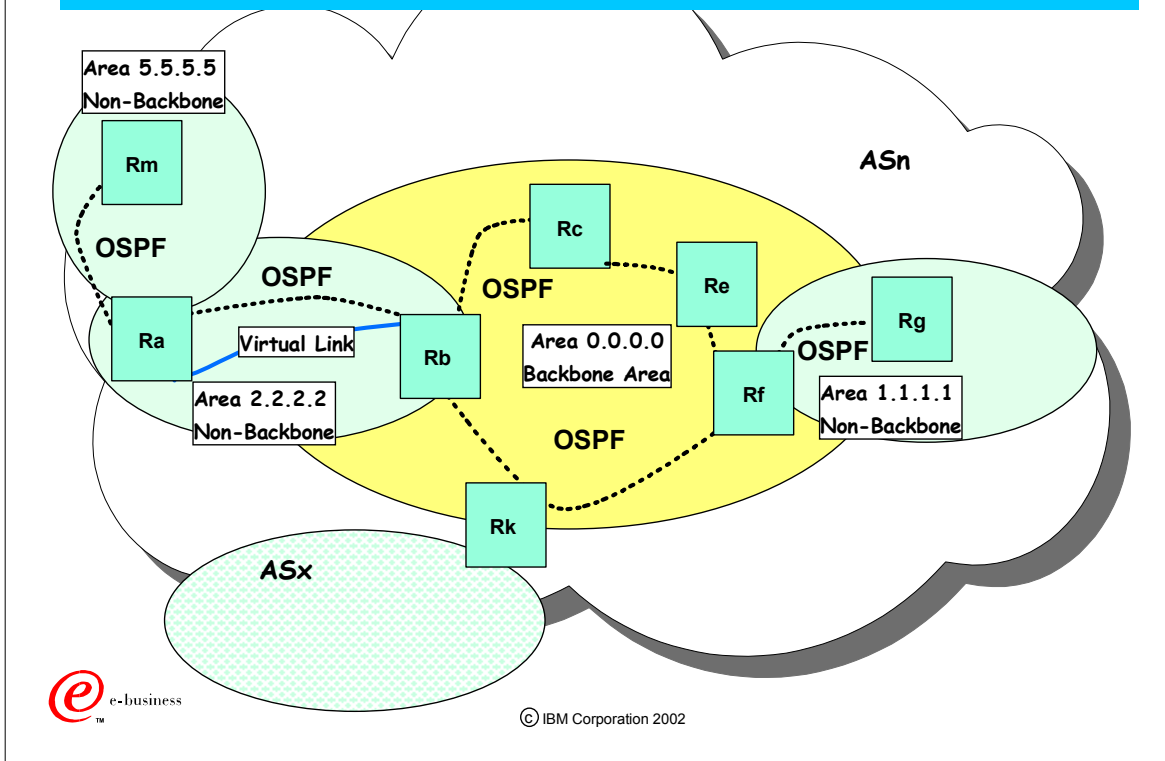 Area 5.5.5.5
Non-Backbone
Rm
OSPF
ASn
Rc
OSPF
Re
OSPF
Ra
Virtual Link
Rb
Area 0.0.0.0
Backbone Area
Rg
OSPF
Rf
Area 2.2.2.2
Non-Backbone
Area 1.1.1.1
Non-Backbone
OSPF
Rk
ASx
e e-business
TM
© IBM Corporation 2002